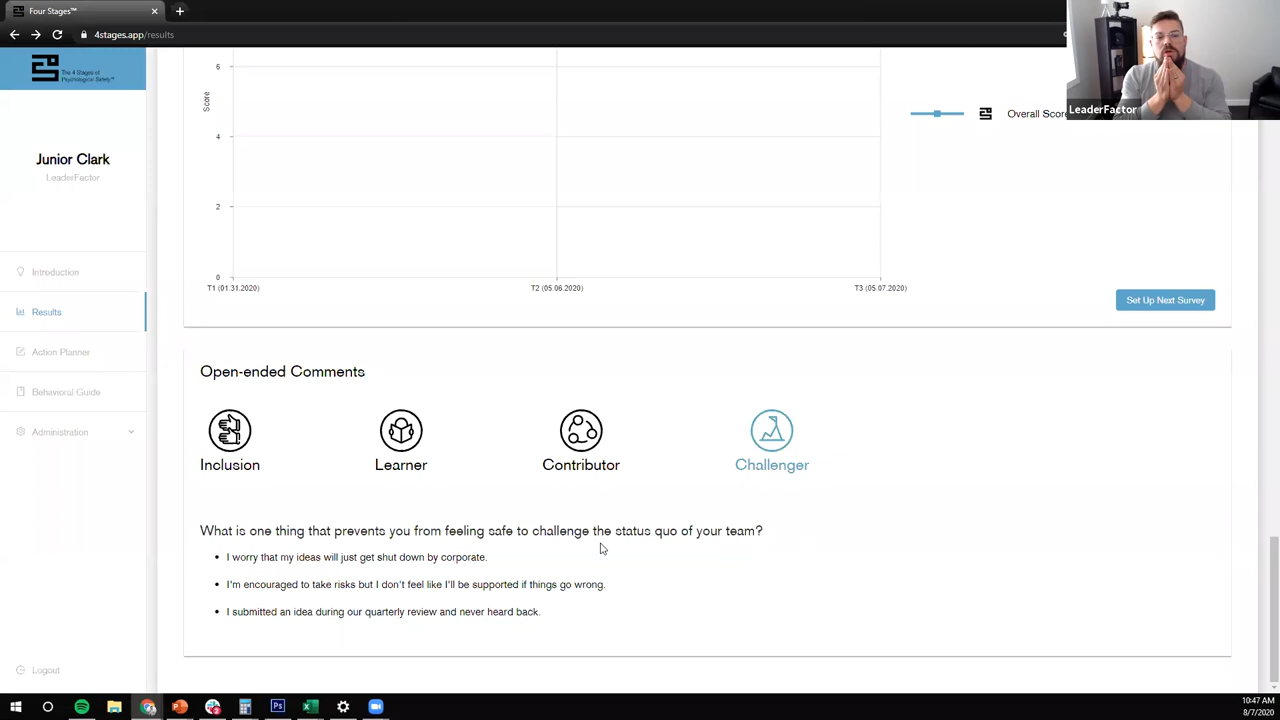 Four Stages™
4stages.app/results
The 4 Stages of
Psychological Safety™
LeaderFactor
Junior Clark
LeaderFactor
Introduction
Results
Action Planner
Behavioral Guide
Administration
Logout
Score
6
4
2
0
T1 (01.31.2020)
T2 (05.06.2020)
T3 (05.07.2020)
Overall Score
Set Up Next Survey
Open-ended Comments
Inclusion
Learner
Contributor
Challenger
What is one thing that prevents you from feeling safe to challenge the status quo of your team?
• I worry that my ideas will just get shut down by corporate.
• I'm encouraged to take risks but I don't feel like I'll be supported if things go wrong.
• I submitted an idea during our quarterly review and never heard back.
10:47 AM
8/7/2020